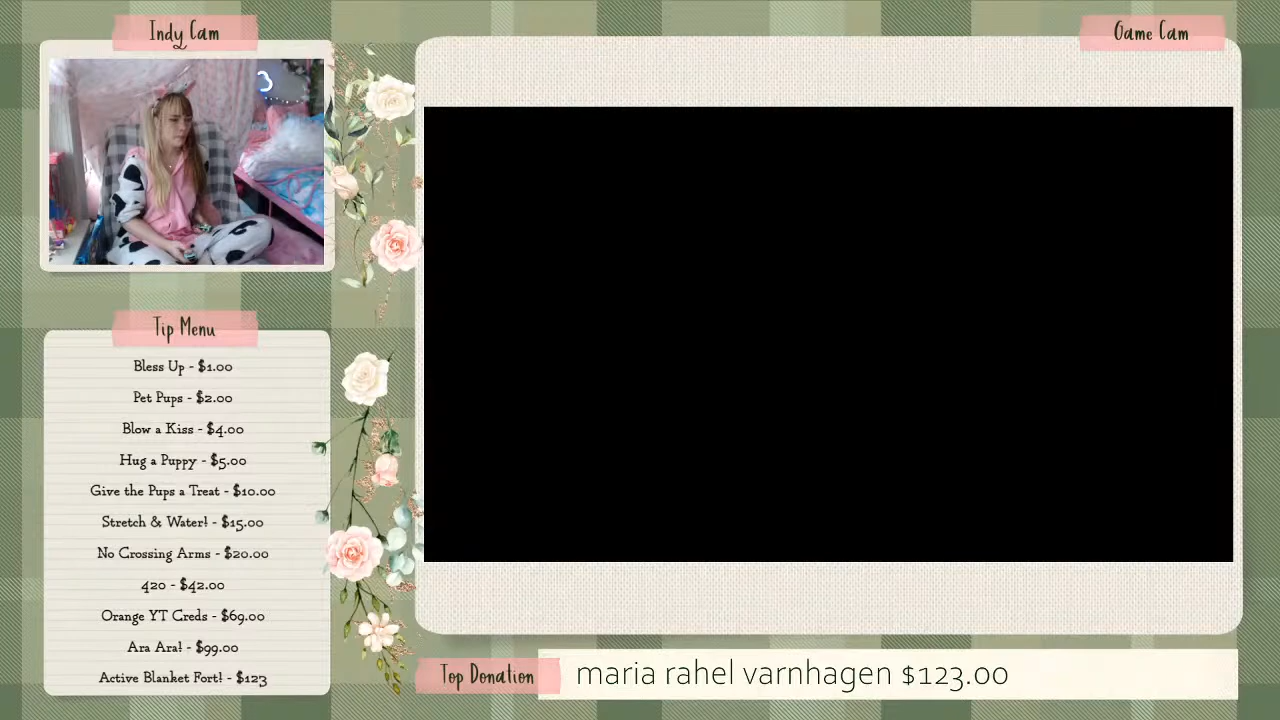 Indy Cam
Game Cam
Tip Menu
Bless Up - $1.00
Pet Pups - $2.00
Blow a Kiss - $4.00
Hug a Puppy - $5.00
Give the Pups a Treat - $10.00
Stretch & Water! - $15.00
No Crossing Arms - $20.00
420 - $42.00
Orange YT Creds - $69.00
Ara Ara! - $99.00
Active Blanket Fort! - $123
Top Donation
maria rahel varnhagen $123.00